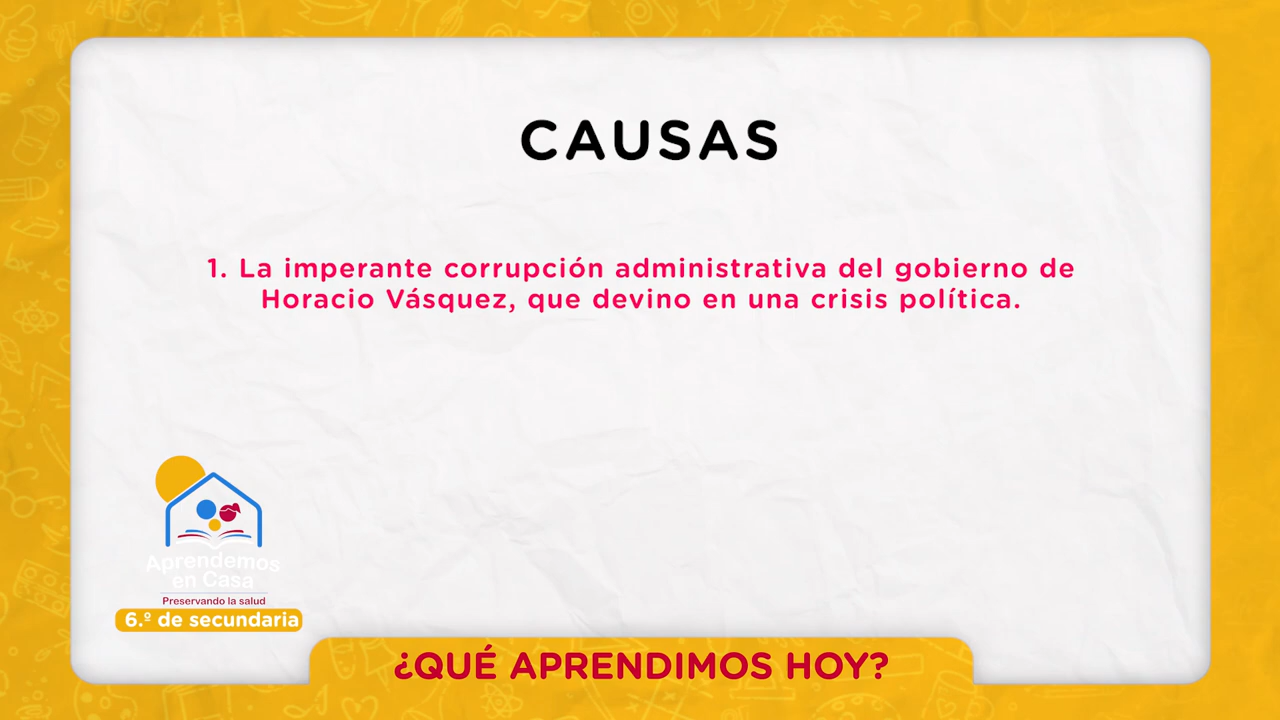 CAUSAS
1. La imperante corrupción administrativa del gobierno de
Horacio Vásquez, que devino en una crisis política.
Aprendemos
en Casa
Preservando la salud
6.º de secundaria
¿QUÉ APRENDIMOS HOY?